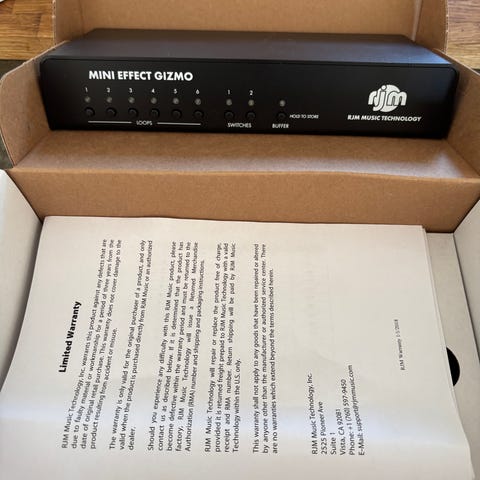 MINI EFFECT GIZMO
1 2 3 4 5 6 1 2
HOLD TO STORE
LOOPS SWITCHES BUFFER
rjm
RJM MUSIC TECHNOLOGY
Limited Warranty
RJM Music Technology, Inc. warrants this product against any defects that are
due to faulty material or workmanship for a period of three years from the
date of original retail purchase. This warranty does not cover damage to the
product resulting from accident or misuse.
The warranty is only valid for the original purchaser of a product, and only
valid when the product is purchased directly from RJM Music or an authorized
dealer.
Should you experience any difficulty with this RJM Music product, please
contact us as described below. If it is determined that the product has
become defective within the warranty period and must be returned to the
factory, RJM Music Technology will issue a Returned Merchandise
Authorization (RMA) number and shipping and packaging instructions.
RJM Music Technology will repair or replace the product free of charge,
provided it is returned freight prepaid to RJM Music Technology with a valid
receipt and RMA number. Return shipping will be paid by RJM Music
Technology within the U.S. only.
This warranty shall not apply to any goods that have been repaired or altered
by anyone other than the manufacturer or authorized service center. There
are no warranties which extend beyond the terms described herein.
RJM Music Technology, Inc.
2525 Pioneer Ave
Suite 1
Vista, CA 92081
Phone: +1 (760) 597-9450
E-Mail: support@rjmmusic.com
RJM Warranty 3/1/2018